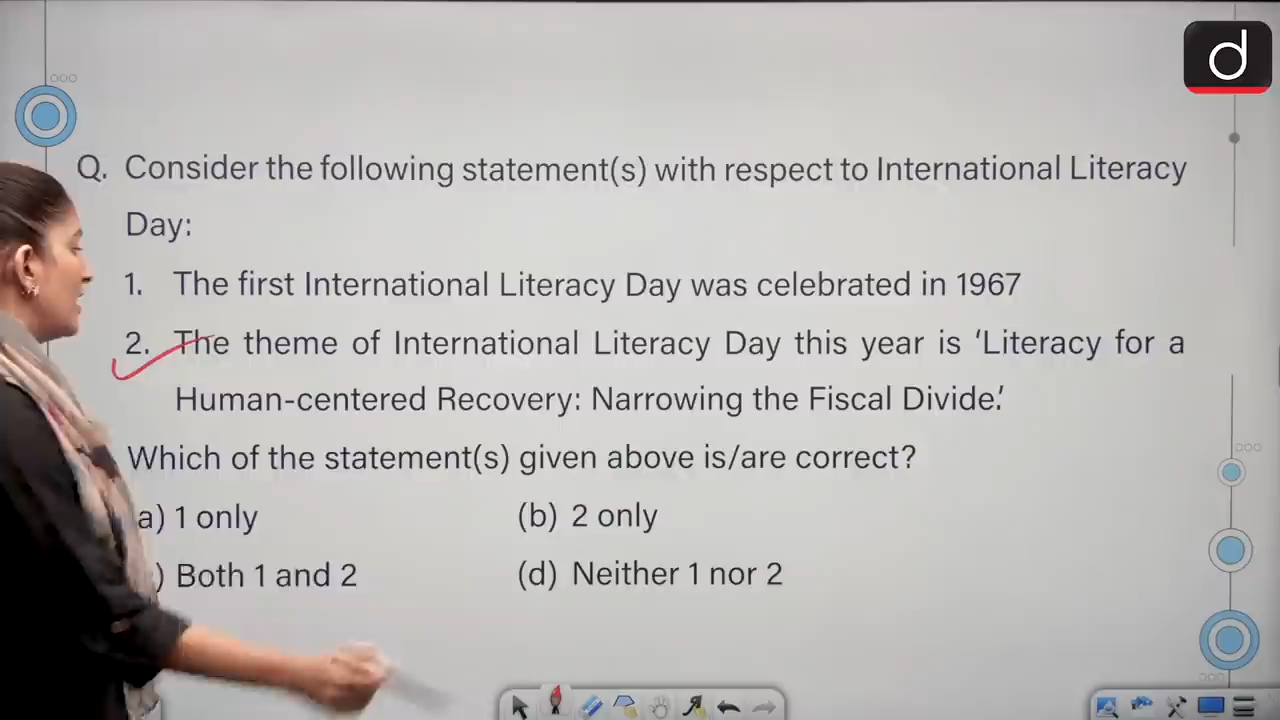 d
Q. Consider the following statement(s) with respect to International Literacy
Day:
1. The first International Literacy Day was celebrated in 1967
2. The theme of International Literacy Day this year is ‘Literacy for a
Human-centered Recovery: Narrowing the Fiscal Divide.’
Which of the statement(s) given above is/are correct?
a) 1 only (b) 2 only
) Both 1 and 2 (d) Neither 1 nor 2